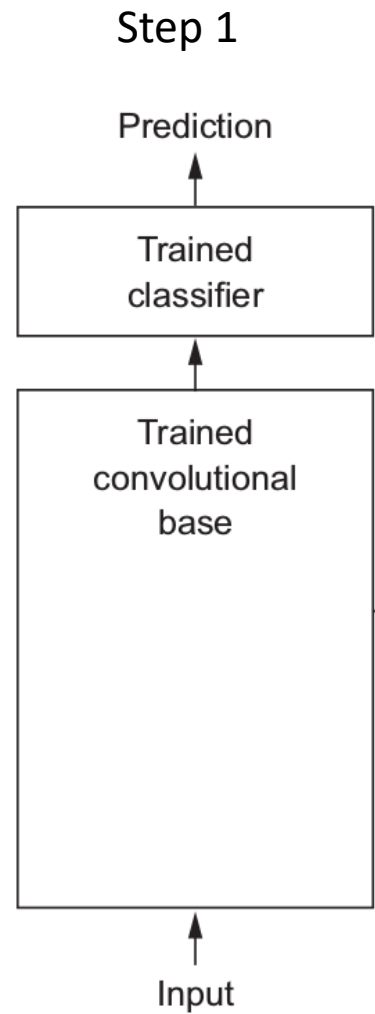 Step 1
Prediction
Trained
classifier
Trained
convolutional
base
Input